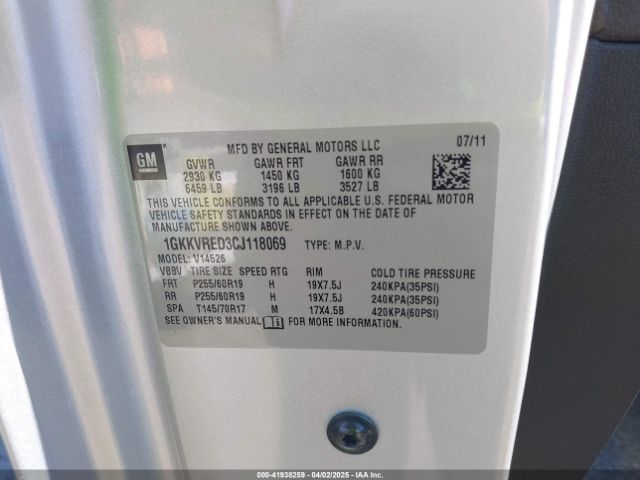 GM
MFD BY GENERAL MOTORS LLC 07/11
GVWR GAWR FRT GAWR RR
2930 KG 1450 KG 1600 KG
6459 LB 3196 LB 3527 LB
THIS VEHICLE CONFORMS TO ALL APPLICABLE U.S. FEDERAL MOTOR
VEHICLE SAFETY STANDARDS IN EFFECT ON THE DATE OF
MANUFACTURE SHOWN ABOVE.
1GKKVRED3CJ118069 TYPE: M.P.V.
MODEL: V14526
VBBV TIRE SIZE SPEED RTG RIM COLD TIRE PRESSURE
FRT P255/60R19 H 19X7.5J 240KPA(35PSI)
RR P255/60R19 H 19X7.5J 240KPA(35PSI)
SPA T145/70R17 M 17X4.5B 420KPA(60PSI)
SEE OWNER'S MANUAL FOR MORE INFORMATION.
000-41938259 04/02/2025 IAA, Inc.